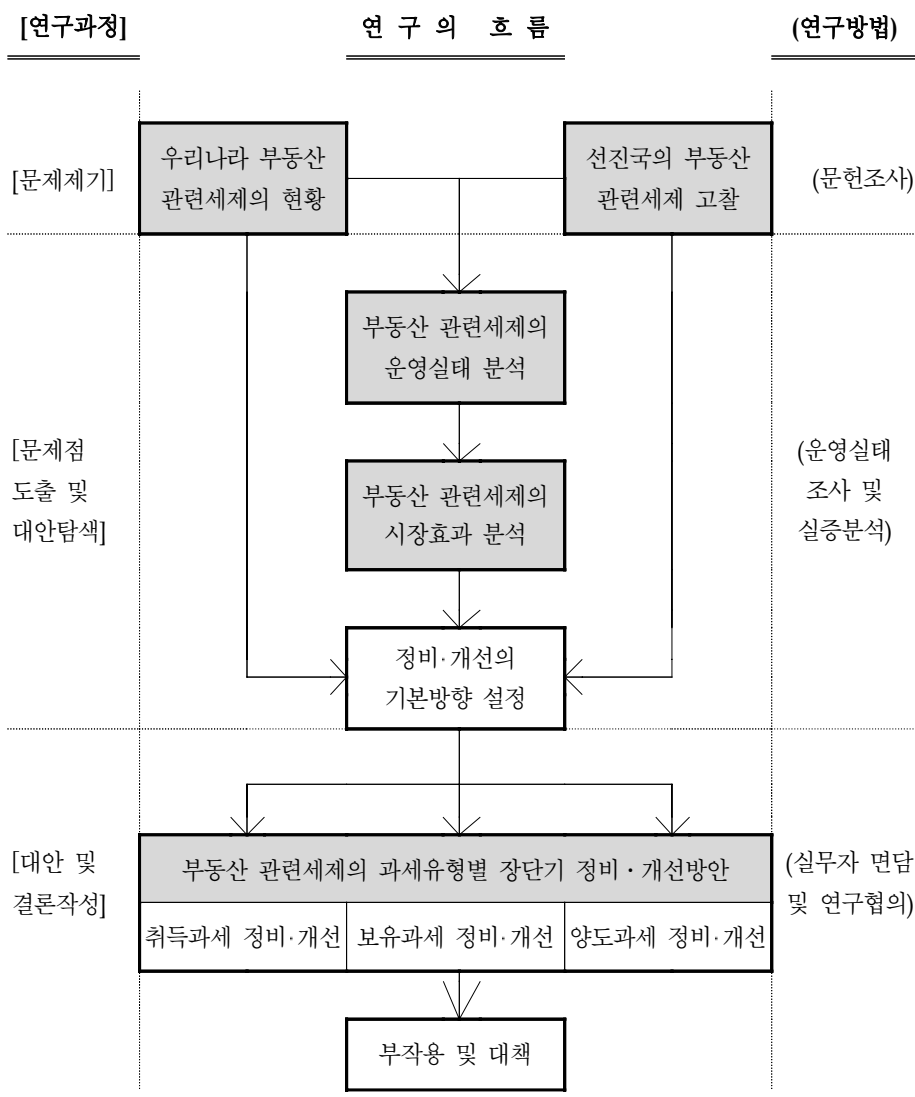 [연구과정] 연 구 의 흐 름 (연구방법)
우리나라 부동산 선진국의 부동산
[문제제기] (문헌조사)
관련세제의 현황 관련세제 고찰
부동산 관련세제의
운영실태 분석
[문제점 (운영실태
도출 및 조사 및
대안탐색] 실증분석)
부동산 관련세제의
시장효과 분석
정비·개선의
기본방향 설정
[대안 및 (실무자 면담
결론작성] 및 연구협의)
부동산 관련세제의 과세유형별 장단기 정비·개선방안
취득과세 정비·개선 보유과세 정비·개선 양도과세 정비·개선
부작용 및 대책